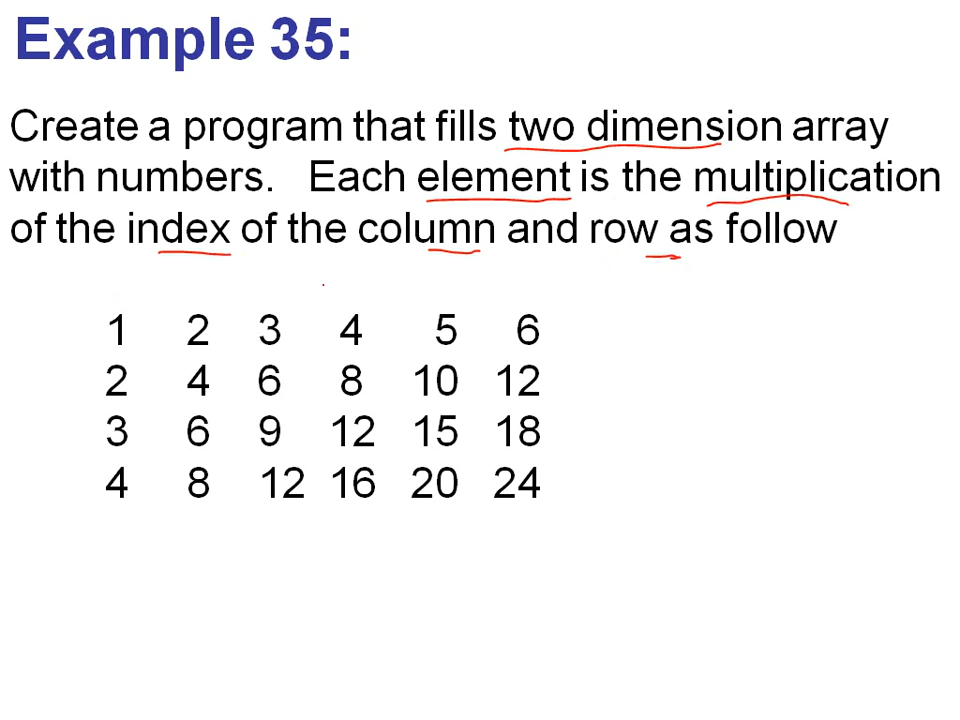 Example 35:
Create a program that fills two dimension array
with numbers. Each element is the multiplication
of the index of the column and row as follow
1 2 3 4 5 6
2 4 6 8 10 12
3 6 9 12 15 18
4 8 12 16 20 24